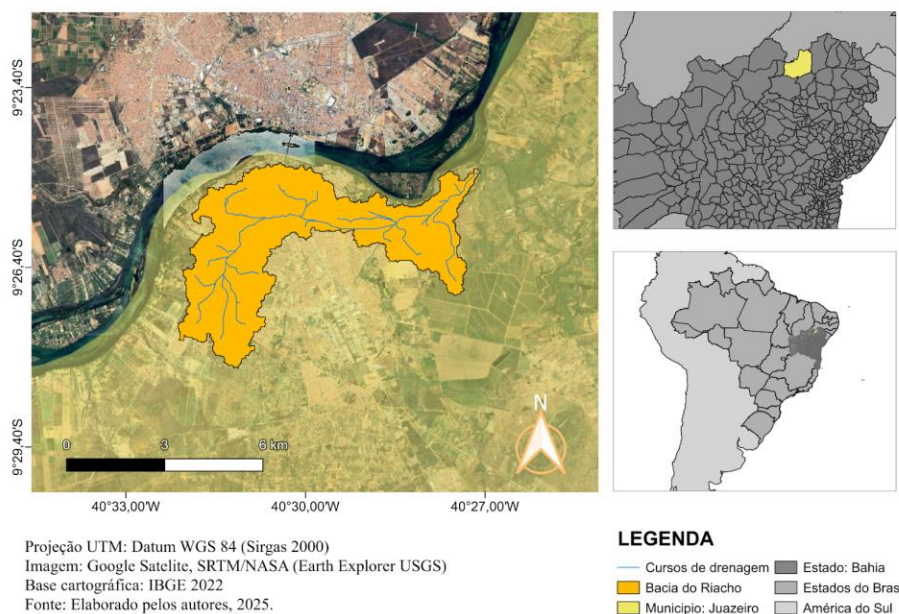 9°23,40'S
9°26,40'S
9°29,40'S
N
0 3 6 km
40°33,00'W 40°30,00'W 40°27,00'W
Projeção UTM: Datum WGS 84 (Sirgas 2000)
Imagem: Google Satelite, SRTM/NASA (Earth Explorer USGS)
Base cartográfica: IBGE 2022
Fonte: Elaborado pelos autores, 2025.
LEGENDA
Cursos de drenagem
Bacia do Riacho
Municipio: Juazeiro
Estado: Bahia
Estados do Bras
América do Sul